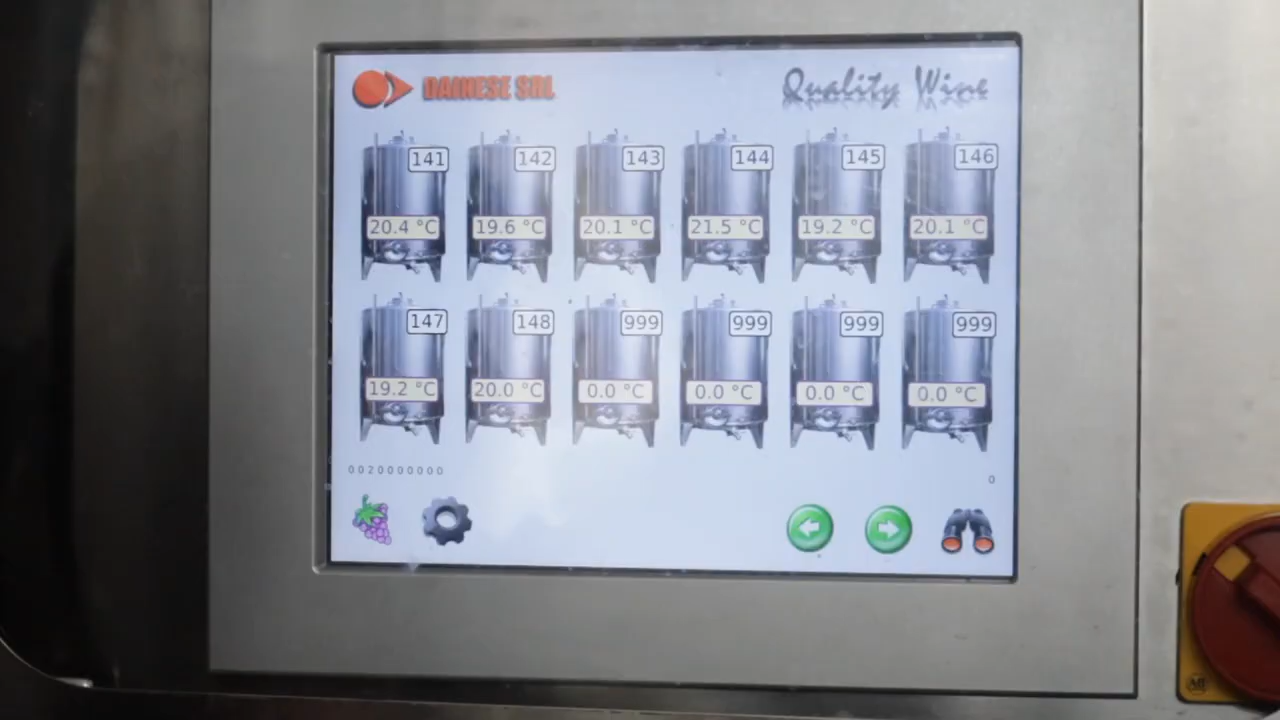 DAINESE SRL
Quality Wine
141 142 143 144 145 146
20.4 °C 19.6 °C 20.1 °C 21.5 °C 19.2 °C 20.1 °C
147 148 999 999 999 999
19.2 °C 20.0 °C 0.0 °C 0.0 °C 0.0 °C 0.0 °C
0020000000
0